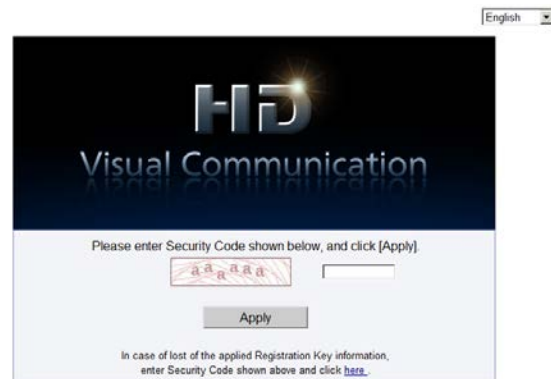 English
HD
Visual Communication
Please enter Security Code shown below, and click [Apply].
aaaaaa
Apply
In case of lost of the applied Registration Key information,
enter Security Code shown above and click here .